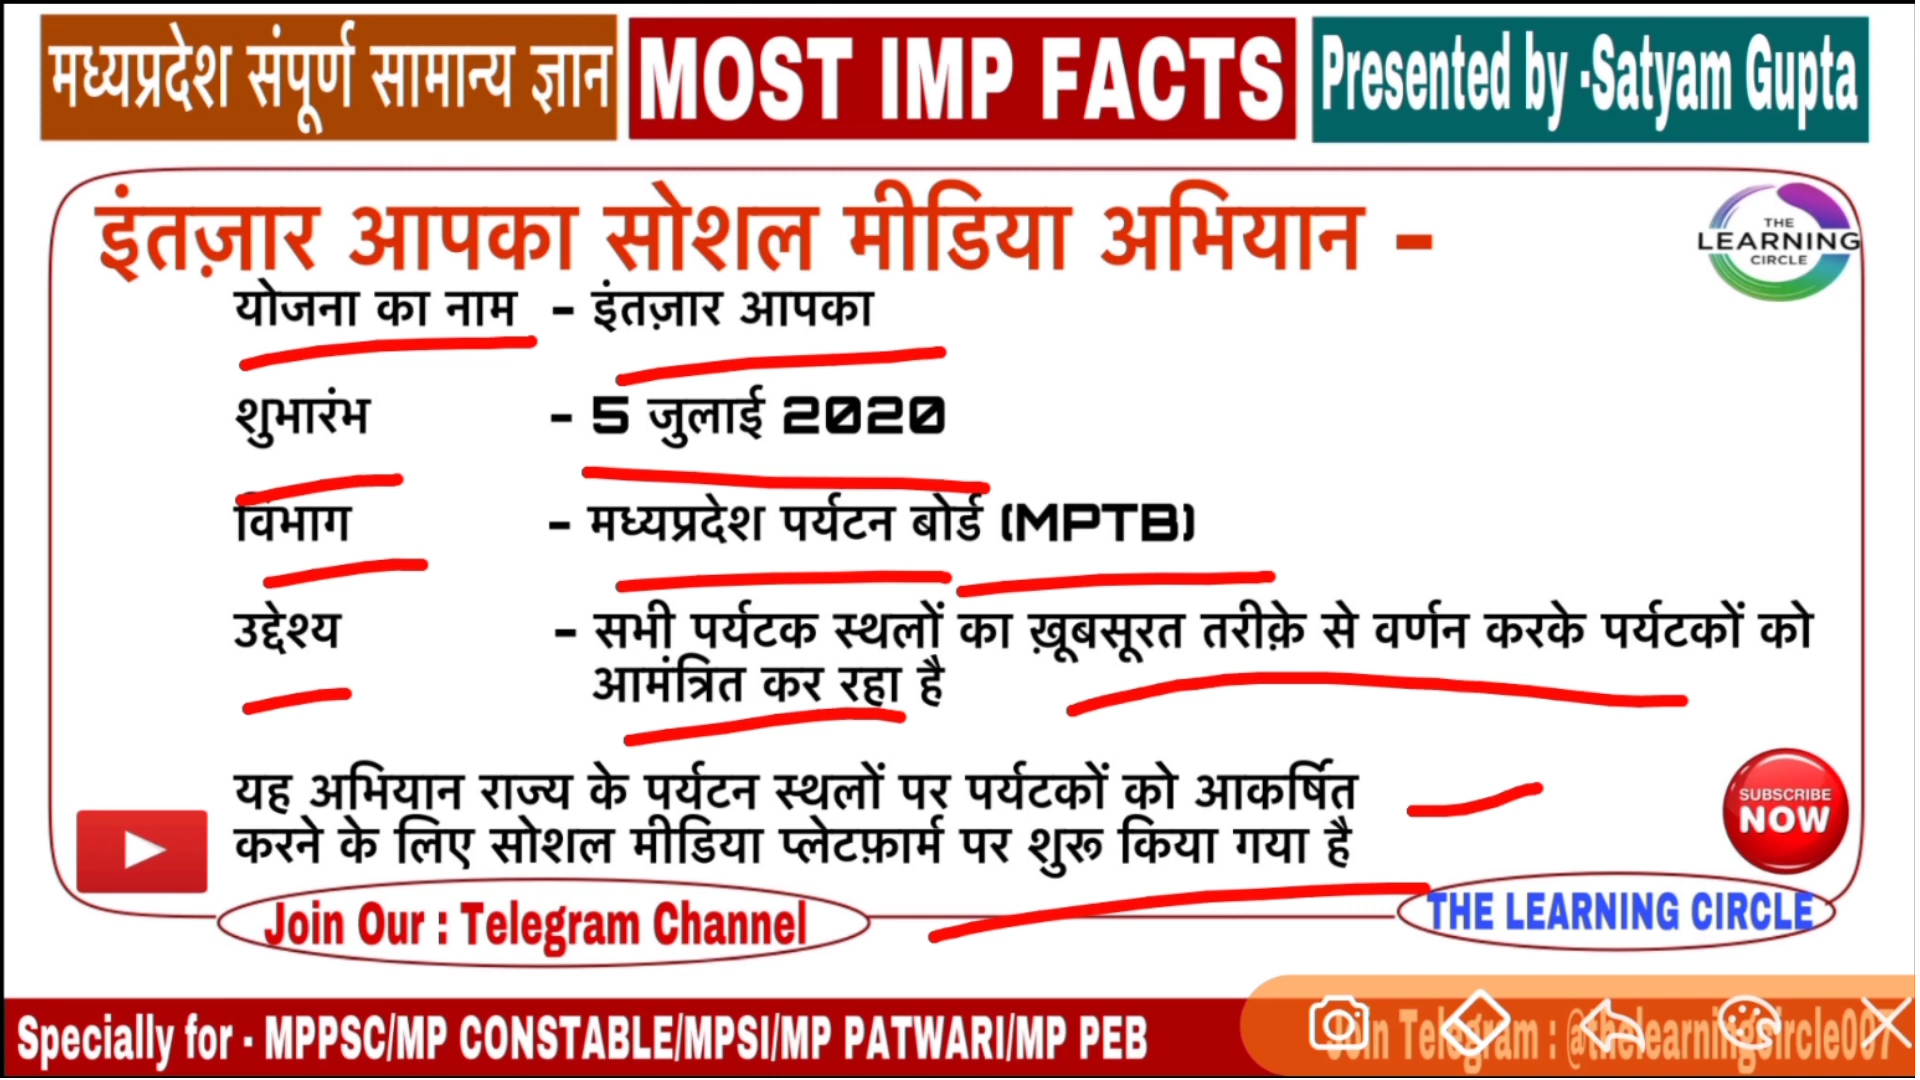 मध्यप्रदेश संपूर्ण सामान्य ज्ञान
MOST IMP FACTS
Presented by -Satyam Gupta
इंतज़ार आपका सोशल मीडिया अभियान -
THE
LEARNING
CIRCLE
योजना का नाम - इंतज़ार आपका
शुभारंभ - 5 जुलाई 2020
विभाग - मध्यप्रदेश पर्यटन बोर्ड (MPTB)
उद्देश्य - सभी पर्यटक स्थलों का ख़ूबसूरत तरीक़े से वर्णन करके पर्यटकों को
आमंत्रित कर रहा है
यह अभियान राज्य के पर्यटन स्थलों पर पर्यटकों को आकर्षित
करने के लिए सोशल मीडिया प्लेटफ़ार्म पर शुरू किया गया है
SUBSCRIBE
NOW
Join Our : Telegram Channel
THE LEARNING CIRCLE
Specially for - MPPSC/MP CONSTABLE/MPSI/MP PATWARI/MP PEB
Join Telegram : @thelearningcircle007